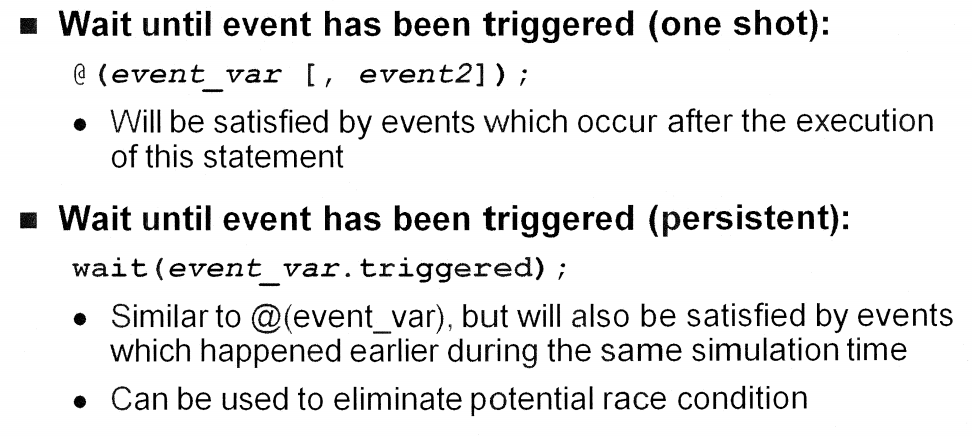 ■ Wait until event has been triggered (one shot):
@(event_var [, event2]);
● Will be satisfied by events which occur after the execution
of this statement
■ Wait until event has been triggered (persistent):
wait(event_var.triggered);
● Similar to @(event_var), but will also be satisfied by events
which happened earlier during the same simulation time
● Can be used to eliminate potential race condition